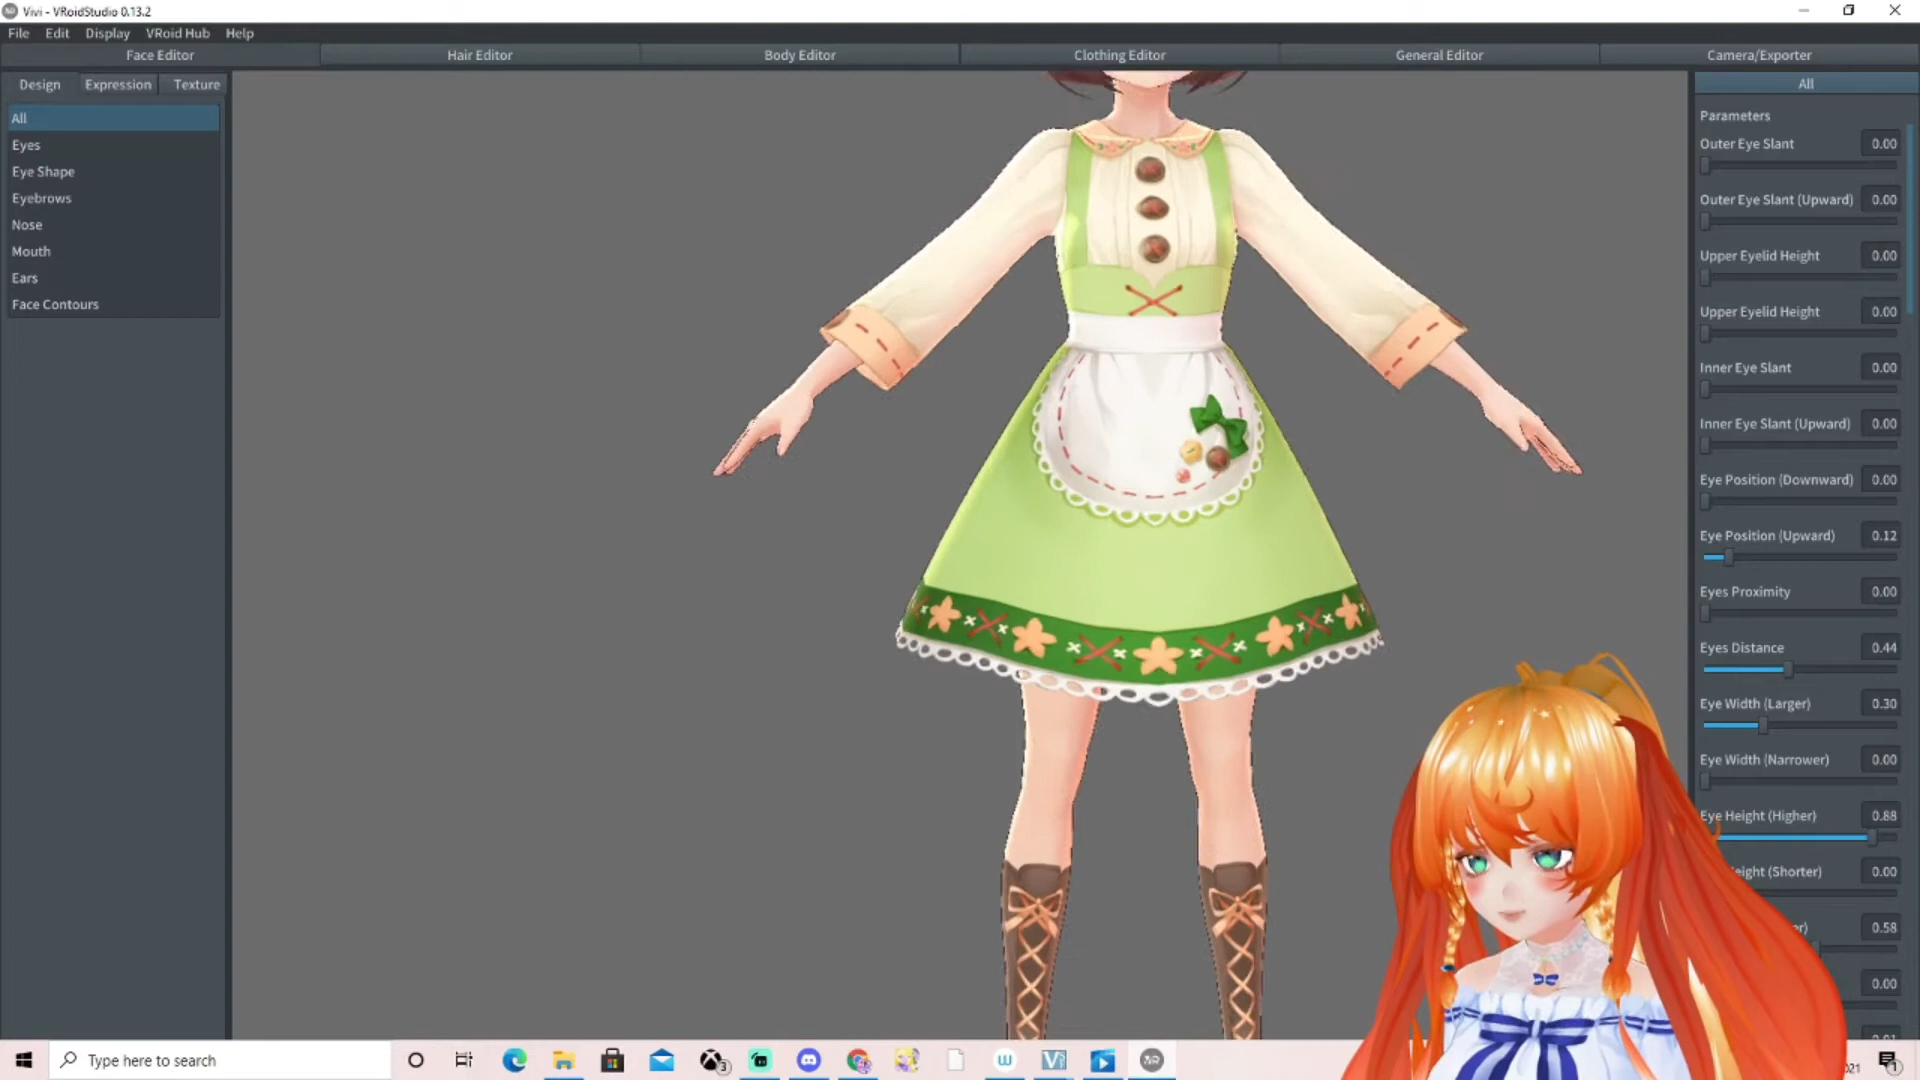 Vivi - VRoidStudio 0.13.2
File Edit Display VRoid Hub Help
Face Editor Hair Editor Body Editor Clothing Editor General Editor Camera/Exporter
Design Expression Texture
All
Eyes
Eye Shape
Eyebrows
Nose
Mouth
Ears
Face Contours
All
Parameters
Outer Eye Slant 0.00
Outer Eye Slant (Upward) 0.00
Upper Eyelid Height 0.00
Upper Eyelid Height 0.00
Inner Eye Slant 0.00
Inner Eye Slant (Upward) 0.00
Eye Position (Downward) 0.00
Eye Position (Upward) 0.12
Eyes Proximity 0.00
Eyes Distance 0.44
Eye Width (Larger) 0.30
Eye Width (Narrower) 0.00
Eye Height (Higher) 0.88
(Shorter) 0.00
0.58
0.00
Type here to search
3